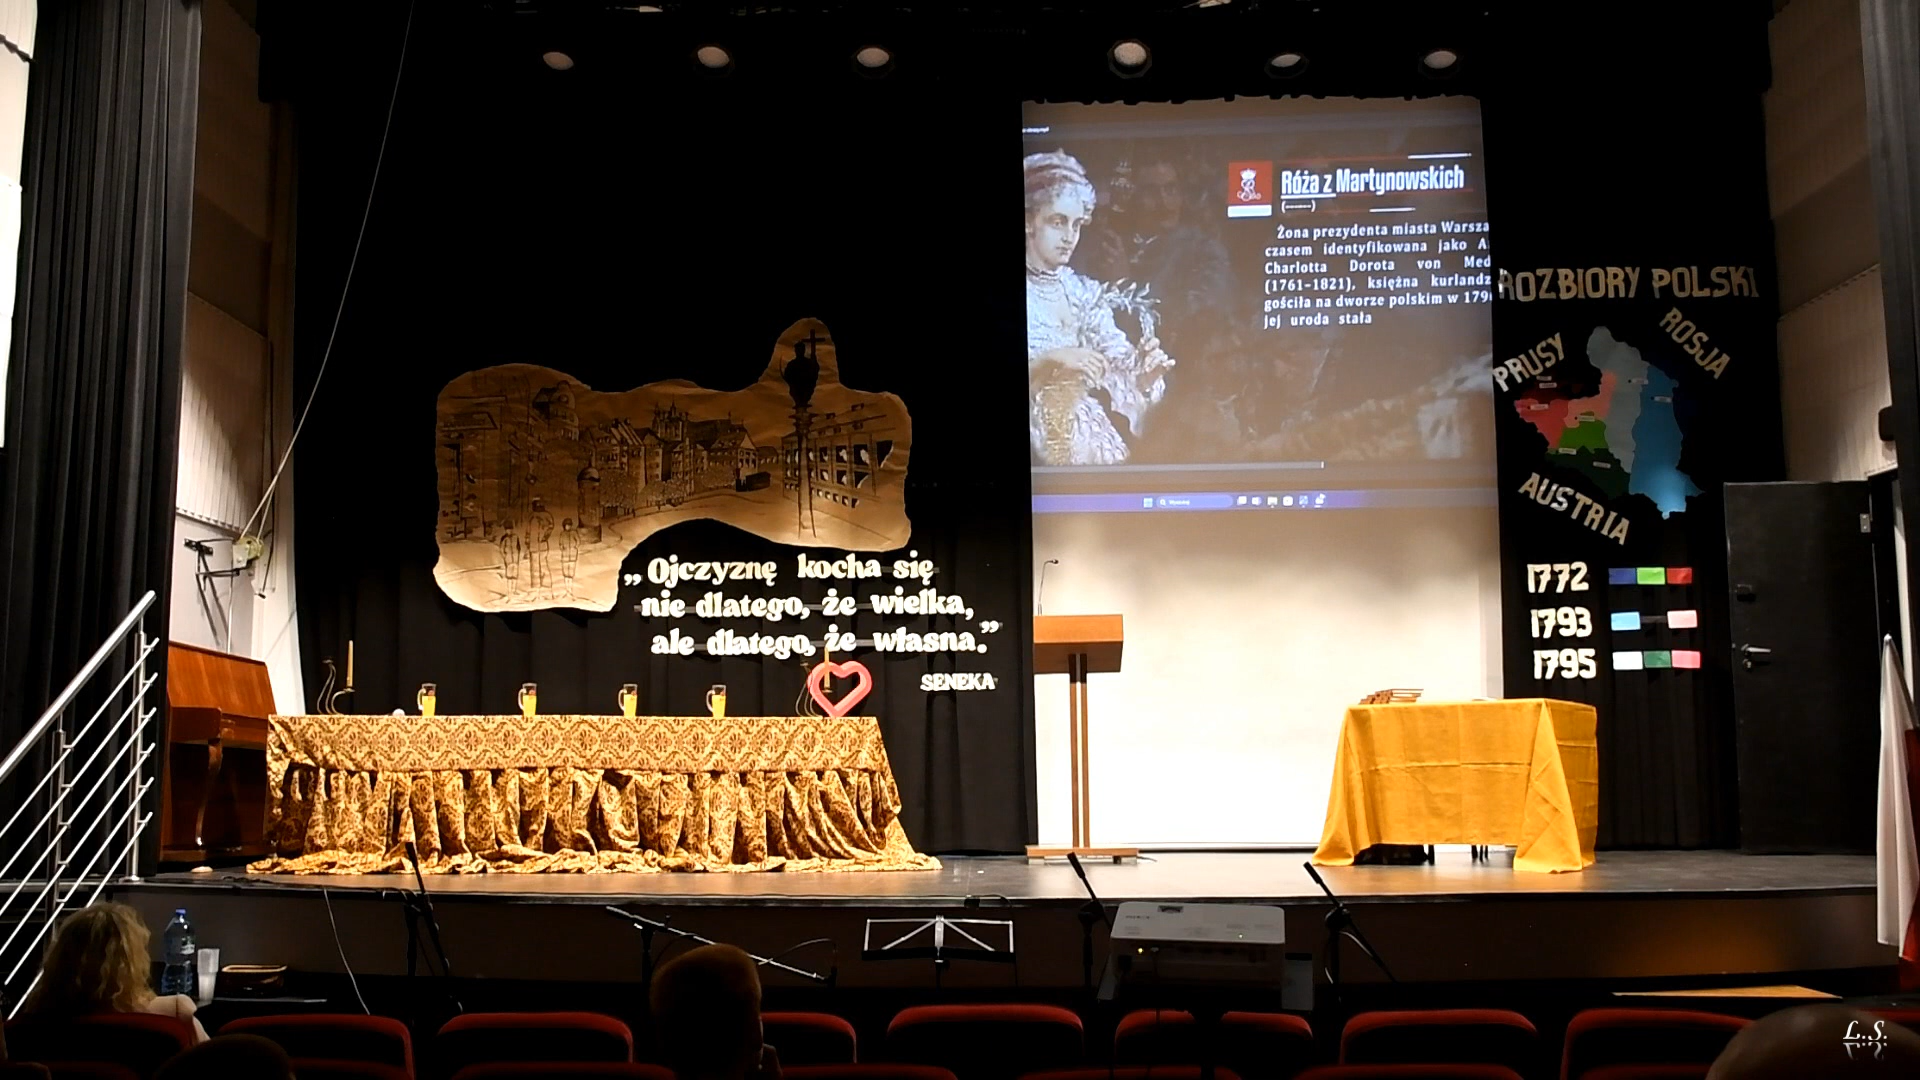 Róża z Martynowskich
(-----)
Żona prezydenta miasta Warsza
czasem identyfikowana jako A
Charlotta Dorota von Med
(1761-1821), księżna kurlandz
gościła na dworze polskim w 179
jej uroda stała
ROZBIORY POLSKI
PRUSY
ROSJA
AUSTRIA
1772
1793
1795
„Ojczyznę kocha się
nie dlatego, że wielka,
ale dlatego, że własna.”
SENEKA
Ł.S.